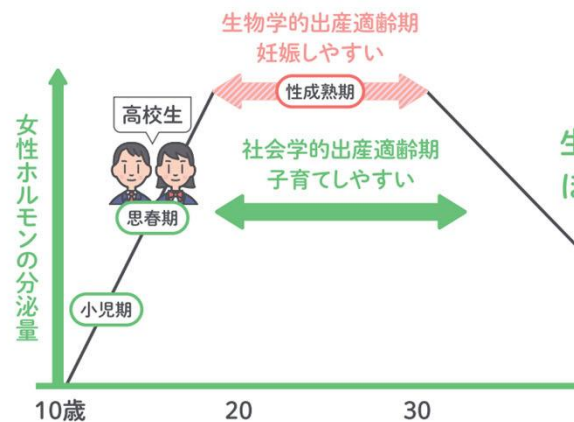 生物学的出産適齢期
妊娠しやすい
性成熟期
高校生
社会学的出産適齢期
子育てしやすい
思春期
小児期
女性ホルモンの分泌量
10歳
20
30